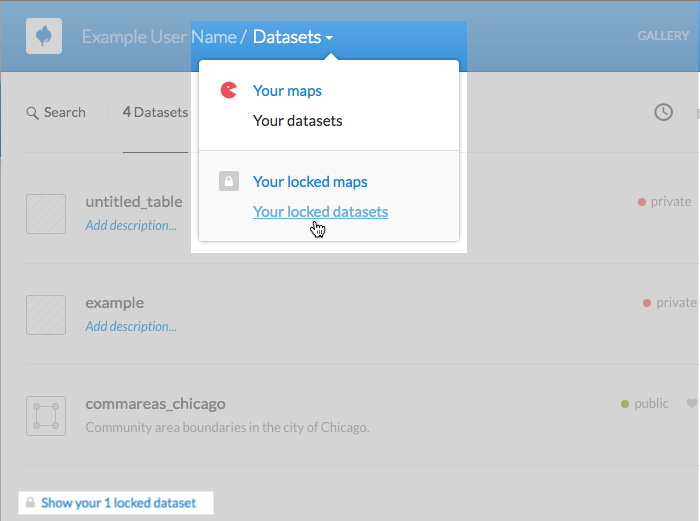 Example User Name / Datasets
GALLERY
Your maps
Your datasets
Your locked maps
Your locked datasets
Search
4 Datasets
untitled_table
private
Add description...
example
private
Add description...
commareas_chicago
public
Community area boundaries in the city of Chicago.
Show your 1 locked dataset